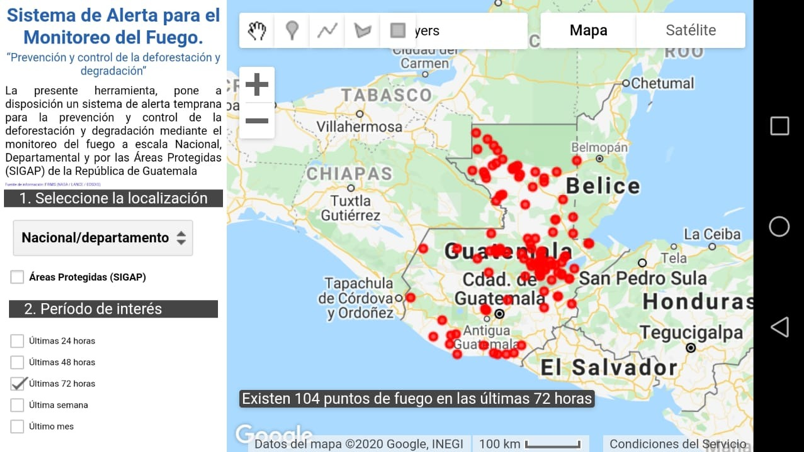 Sistema de Alerta para el
Monitoreo del Fuego.
“Prevención y control de la deforestación y
degradación”
La presente herramienta, pone a
disposición un sistema de alerta temprana
para la prevención y control de la
deforestación y degradación mediante el
monitoreo del fuego a escala Nacional,
Departamental y por las Áreas Protegidas
(SIGAP) de la República de Guatemala
1. Seleccione la localización
Nacional/departamento
Áreas Protegidas (SIGAP)
2. Período de interés
Últimas 24 horas
Últimas 48 horas
Últimas 72 horas
Última semana
Último mes
yers
Mapa
Satélite
Ciudad del
Carmen
ROO
TABASCO
Chetumal
Villahermosa
Belmopán
CHIAPAS
Belice
Tuxtla
Gutiérrez
La Ceiba
Guatemala
Tela
Tapachula
de Córdova
y Ordoñez
Cdad. de
Guatemala
San Pedro Sula
Honduras
Antigua
Guatemala
Tegucigalpa
El Salvador
Existen 104 puntos de fuego en las últimas 72 horas
Google
Datos del mapa ©2020 Google, INEGI
100 km
Condiciones del Servicio